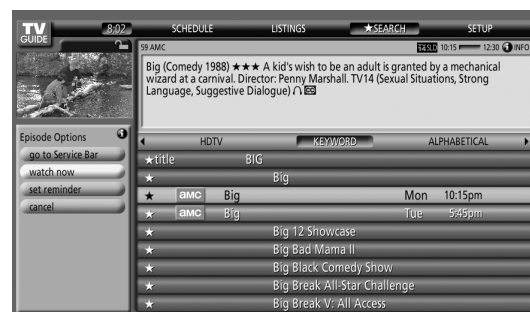 TV GUIDE 8:02 SCHEDULE LISTINGS ★SEARCH SETUP
59 AMC 10:15 12:30 i INFO
Big (Comedy 1988) ★★★ A kid's wish to be an adult is granted by a mechanical
wizard at a carnival. Director: Penny Marshall. TV14 (Sexual Situations, Strong
Language, Suggestive Dialogue)
Episode Options i
go to Service Bar
watch now
set reminder
cancel
HDTV KEYWORD ALPHABETICAL
★title BIG
★ Big
★ amc Big Mon 10:15pm
★ amc Big Tue 5:45pm
★ Big 12 Showcase
★ Big Bad Mama II
★ Big Black Comedy Show
★ Big Break All-Star Challenge
★ Big Break V: All Access